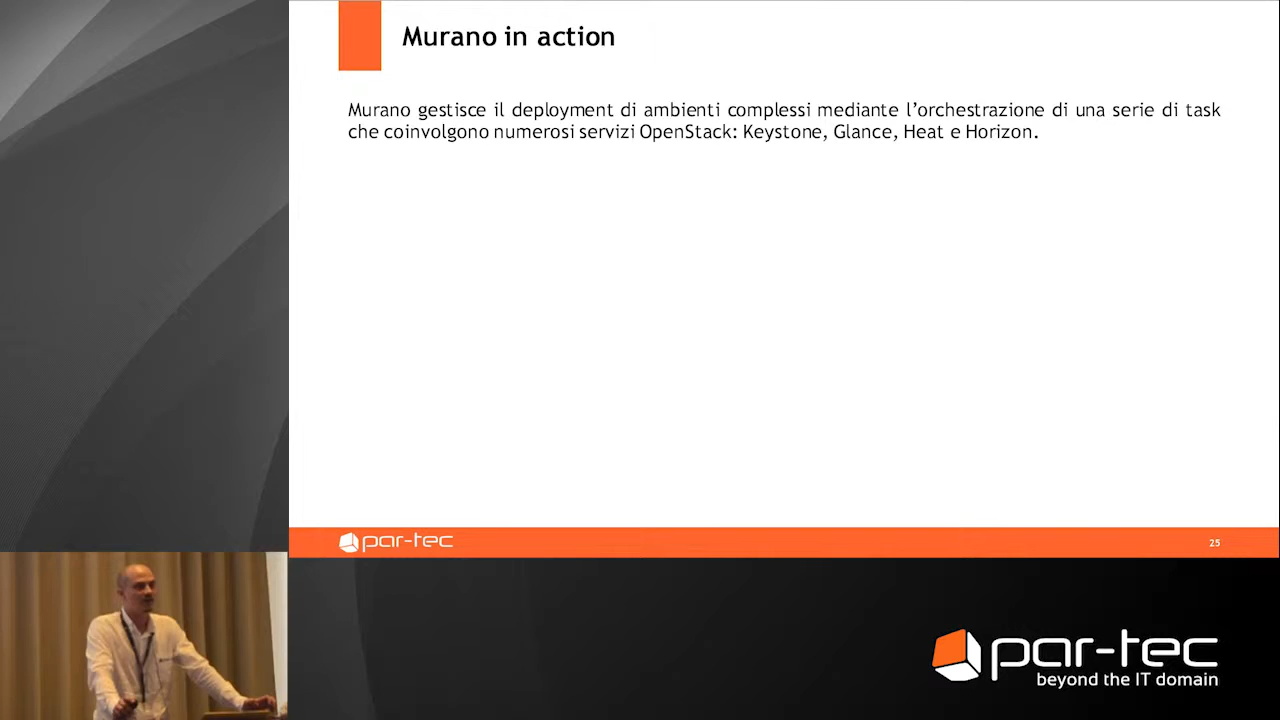 Murano in action
Murano gestisce il deployment di ambienti complessi mediante l’orchestrazione di una serie di task
che coinvolgono numerosi servizi OpenStack: Keystone, Glance, Heat e Horizon.
par-tec
25
par-tec
beyond the IT domain